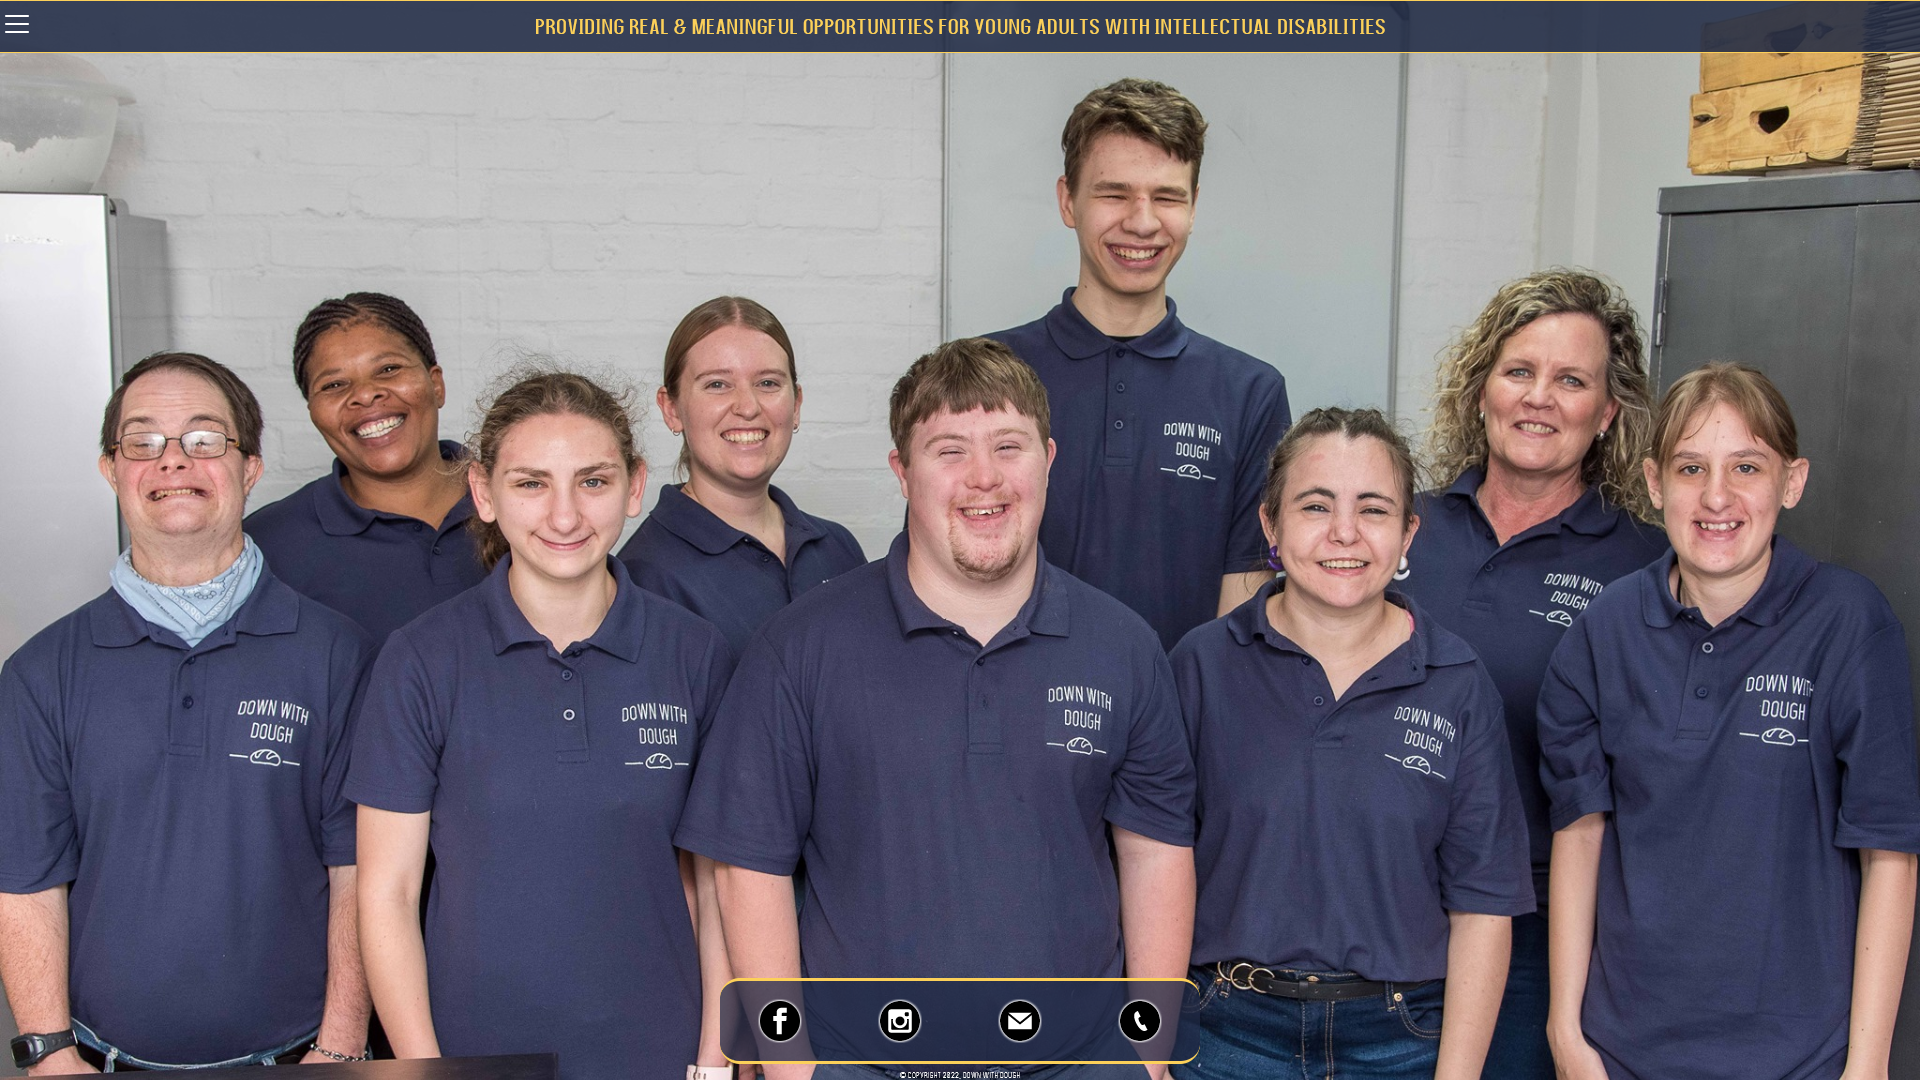 PROVIDING REAL & MEANINGFUL OPPORTUNITIES FOR YOUNG ADULTS WITH INTELLECTUAL DISABILITIES
DOWN WITH
DOUGH
DOWN WITH
DOUGH
DOWN WITH
DOUGH
DOWN WITH
DOUGH
DOWN WITH
DOUGH
DOWN WITH
DOUGH
DOWN WITH
DOUGH
© COPYRIGHT 2022, DOWN WITH DOUGH